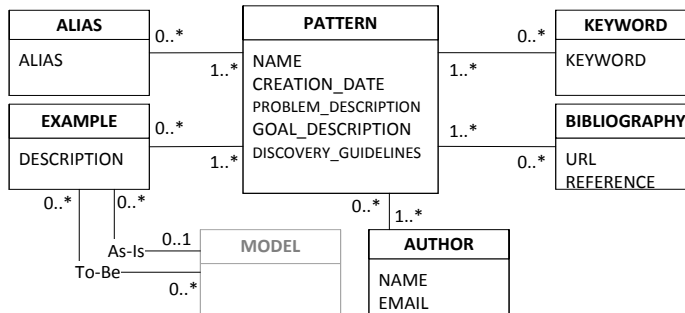 ALIAS
ALIAS
0..*
1..*
PATTERN
NAME
CREATION_DATE
PROBLEM_DESCRIPTION
GOAL_DESCRIPTION
DISCOVERY_GUIDELINES
0..*
1..*
KEYWORD
KEYWORD
EXAMPLE
DESCRIPTION
0..*
1..*
1..*
0..*
BIBLIOGRAPHY
URL
REFERENCE
0..*
0..*
As-Is
0..1
To-Be
0..*
MODEL
0..*
1..*
AUTHOR
NAME
EMAIL